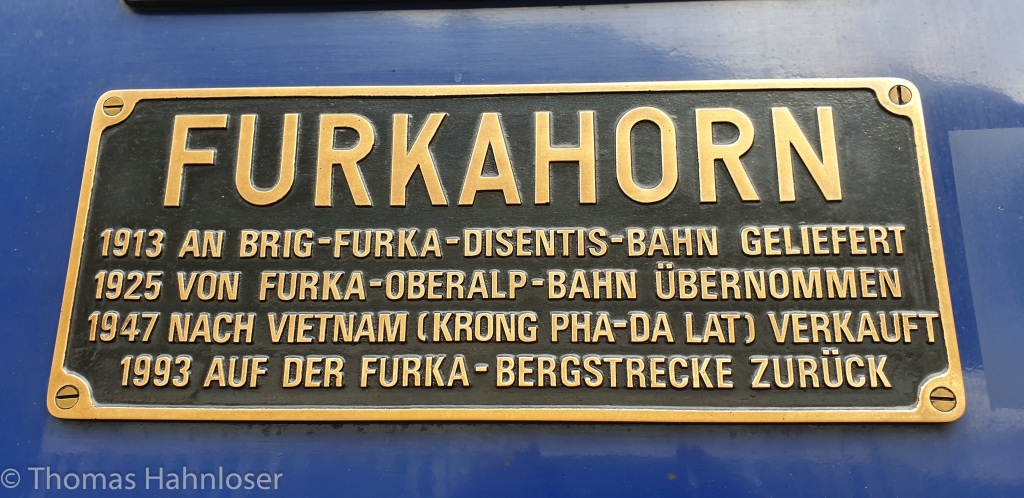 FURKAHORN
1913 AN BRIG-FURKA-DISENTIS-BAHN GELIEFERT
1925 VON FURKA-OBERALP-BAHN ÜBERNOMMEN
1947 NACH VIETNAM (KRONG PHA-DA LAT) VERKAUFT
1993 AUF DER FURKA-BERGSTRECKE ZURÜCK
© Thomas Hahnloser